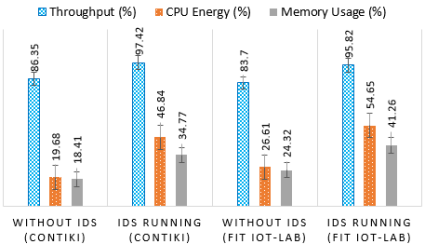 Throughput (%) CPU Energy (%) Memory Usage (%)
86.35 19.68 18.41 97.42 46.84 34.77 83.7 26.61 24.32 95.82 54.65 41.26
WITHOUT IDS (CONTIKI)
IDS RUNNING (CONTIKI)
WITHOUT IDS (FIT IOT-LAB)
IDS RUNNING (FIT IOT-LAB)